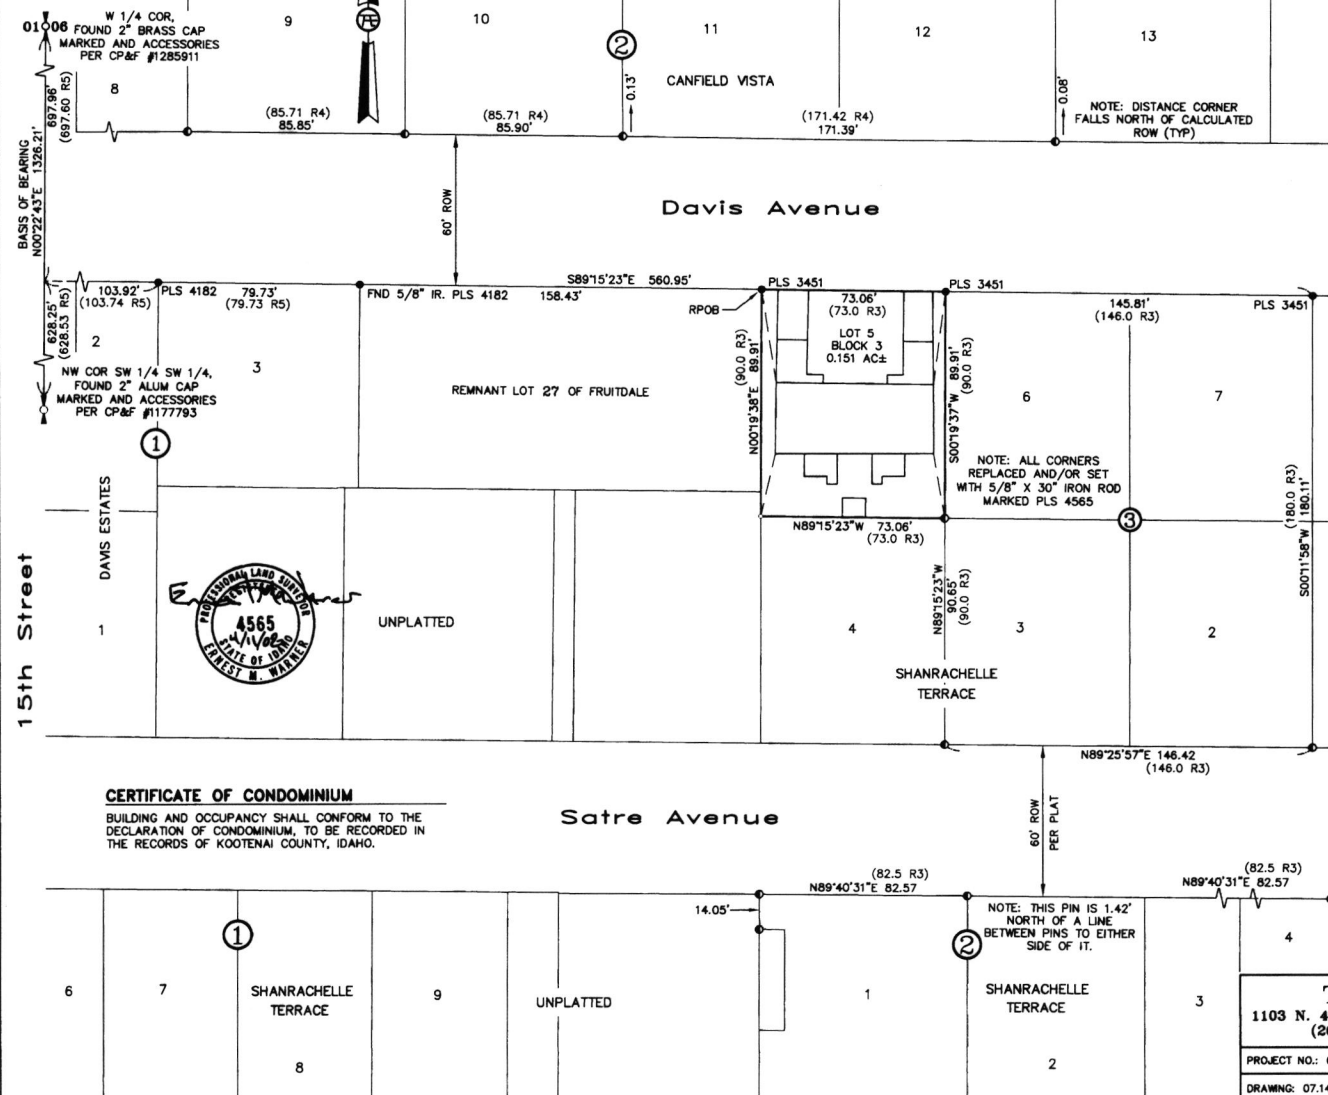 W 1/4 COR,
FOUND 2" BRASS CAP
MARKED AND ACCESSORIES
PER CP&F #1285911
01 06
9
10
2
11
12
13
CANFIELD VISTA
8
(85.71 R4)
85.85'
(85.71 R4)
85.90'
0.13'
(171.42 R4)
171.39'
0.08'
NOTE: DISTANCE CORNER
FALLS NORTH OF CALCULATED
ROW (TYP)
697.96'
(697.60 R5)
BASIS OF BEARING
N00°22'43"E 1326.21'
60' ROW
Davis Avenue
S89°15'23"E 560.95'
103.92'
(103.74 R5)
PLS 4182
79.73'
(79.73 R5)
FND 5/8" IR. PLS 4182
158.43'
PLS 3451
RPOB
73.06'
(73.0 R3)
PLS 3451
145.81'
(146.0 R3)
PLS 3451
628.25'
(628.53 R5)
2
3
LOT 5
BLOCK 3
0.151 AC±
NW COR SW 1/4 SW 1/4,
FOUND 2" ALUM CAP
MARKED AND ACCESSORIES
PER CP&F #1177793
REMNANT LOT 27 OF FRUITDALE
N00°19'38"E 89.91'
(90.0 R3)
S00°19'37"W 89.91'
(90.0 R3)
6
7
1
NOTE: ALL CORNERS
REPLACED AND/OR SET
WITH 5/8" X 30" IRON ROD
MARKED PLS 4565
N89°15'23"W 73.06'
(73.0 R3)
3
S00°11'58"W 180.11'
(180.0 R3)
DAVIS ESTATES
1
15th Street
PROFESSIONAL LAND SURVEYOR
REGISTERED
4565
STATE OF IDAHO
ERNEST M. WARNER
UNPLATTED
4
N89°15'23"W
90.65'
(90.0 R3)
3
2
SHANRACHELLE
TERRACE
N89°25'57"E 146.42
(146.0 R3)
CERTIFICATE OF CONDOMINIUM
BUILDING AND OCCUPANCY SHALL CONFORM TO THE
DECLARATION OF CONDOMINIUM, TO BE RECORDED IN
THE RECORDS OF KOOTENAI COUNTY, IDAHO.
Satre Avenue
60' ROW
PER PLAT
(82.5 R3)
N89°40'31"E 82.57
(82.5 R3)
N89°40'31"E 82.57
14.05'
NOTE: THIS PIN IS 1.42'
NORTH OF A LINE
BETWEEN PINS TO EITHER
SIDE OF IT.
1
2
4
6
7
SHANRACHELLE
TERRACE
8
9
UNPLATTED
1
SHANRACHELLE
TERRACE
2
3
1103 N. 4
(20
PROJECT NO.:
DRAWING: 07.14